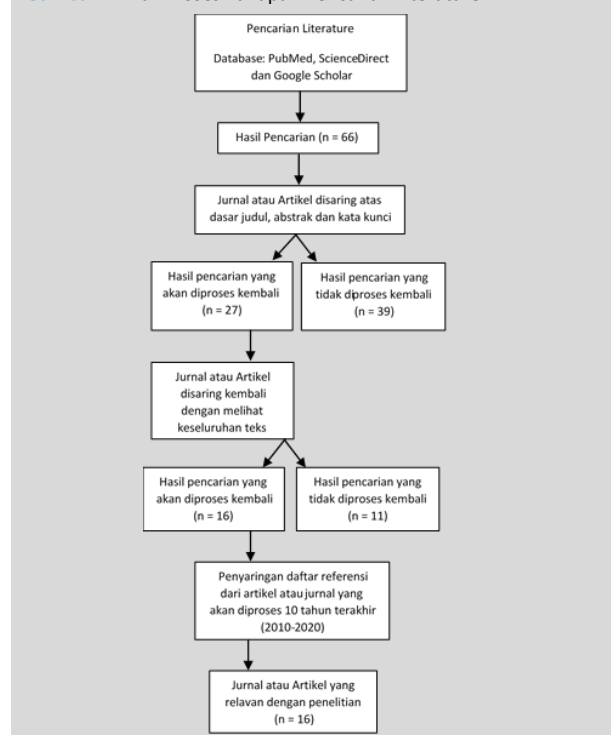 Pencarian Literature
Database: PubMed, ScienceDirect
dan Google Scholar
Hasil Pencarian (n = 66)
Jurnal atau Artikel disaring atas
dasar judul, abstrak dan kata kunci
Hasil pencarian yang
akan diproses kembali
(n = 27)
Hasil pencarian yang
tidak diproses kembali
(n = 39)
Jurnal atau Artikel
disaring kembali
dengan melihat
keseluruhan teks
Hasil pencarian yang
akan diproses kembali
(n = 16)
Hasil pencarian yang
tidak diproses kembali
(n = 11)
Penyaringan daftar referensi
dari artikel atau jurnal yang
akan diproses 10 tahun terakhir
(2010-2020)
Jurnal atau Artikel yang
relavan dengan penelitian
(n = 16)